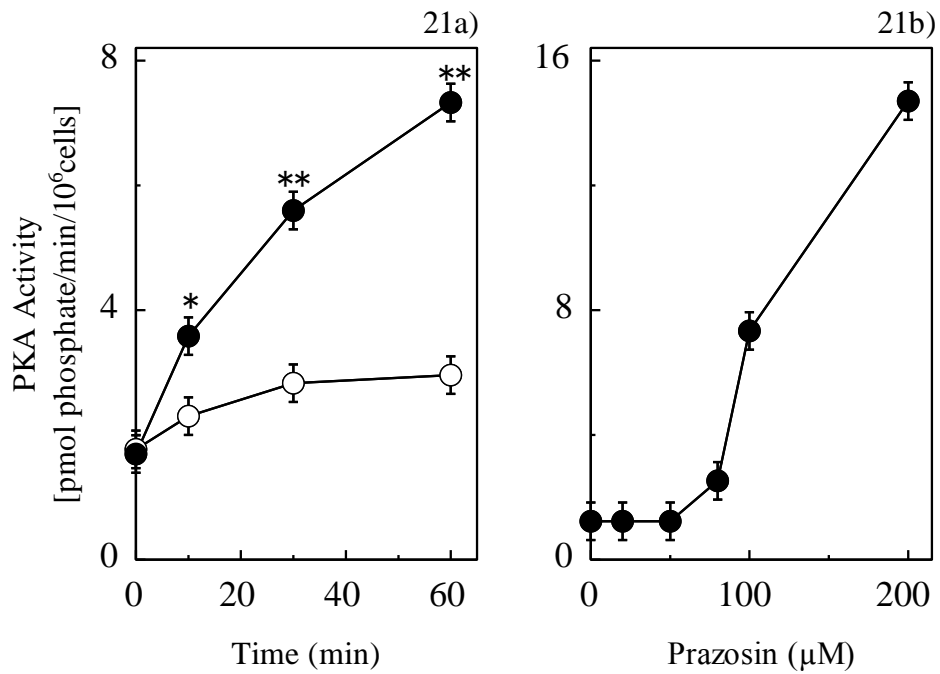 21a)
21b)
8
4
0
16
8
0
*
**
**
PKA Activity
[pmol phosphate/min/10⁶cells]
0 20 40 60
0 100 200
Time (min)
Prazosin (μM)